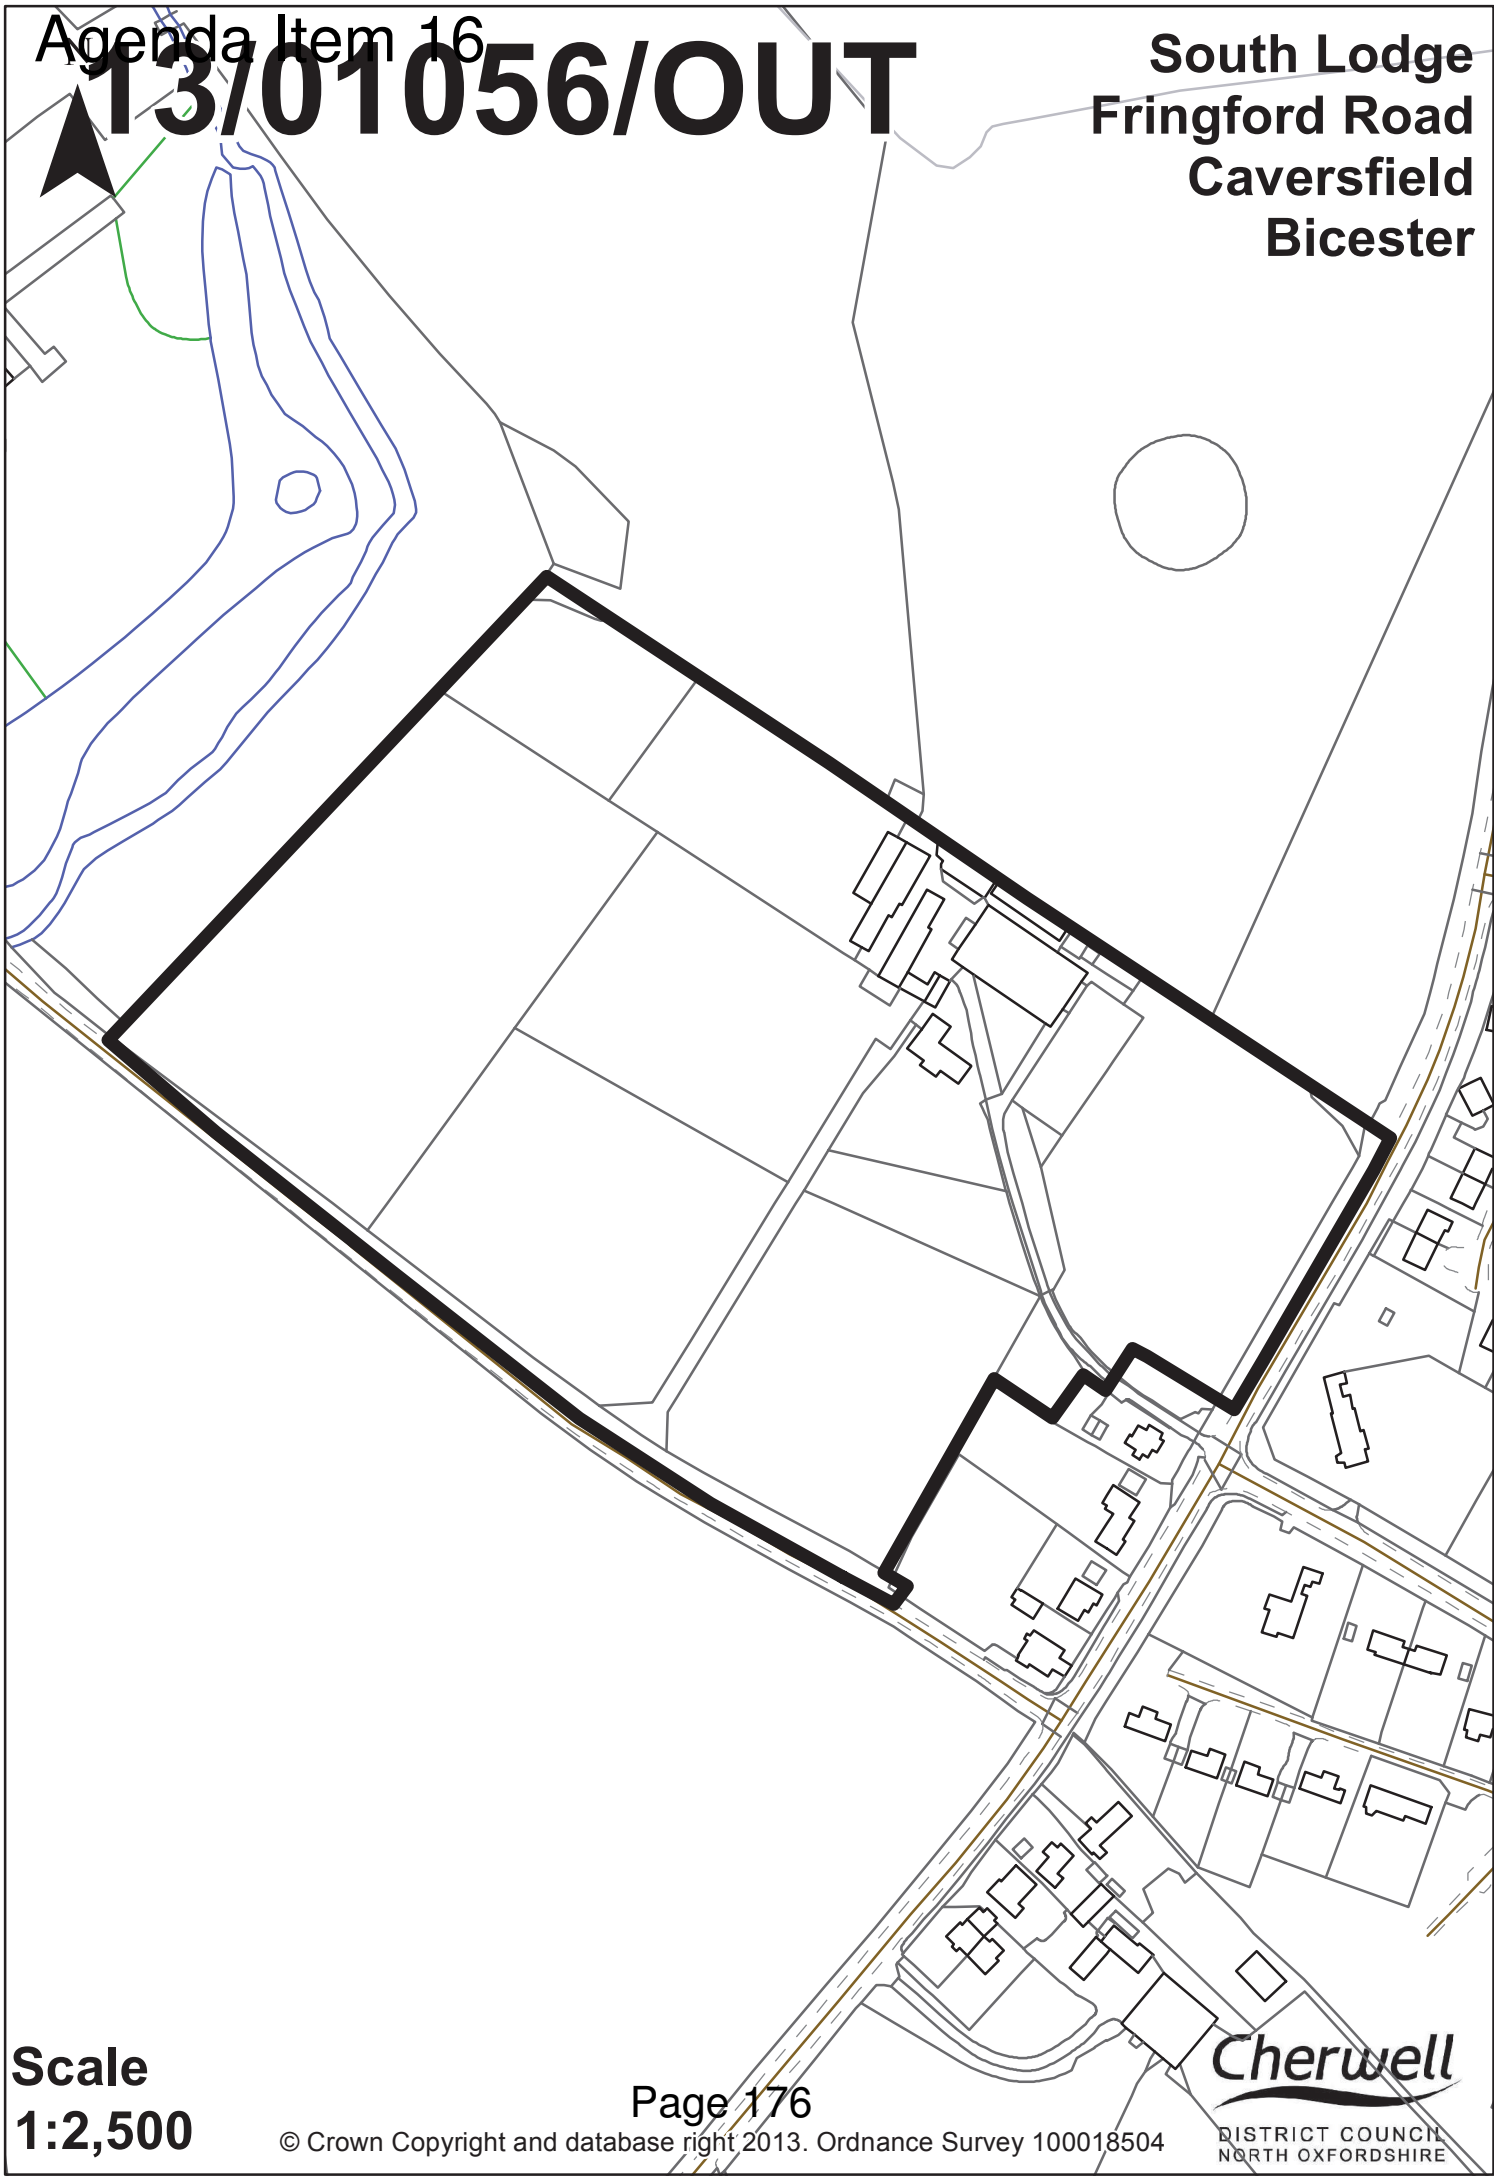 Agenda Item 16
N
13/01056/OUT
South Lodge
Fringford Road
Caversfield
Bicester
Scale
1:2,500
Page 176
© Crown Copyright and database right 2013. Ordnance Survey 100018504
Cherwell
DISTRICT COUNCIL
NORTH OXFORDSHIRE